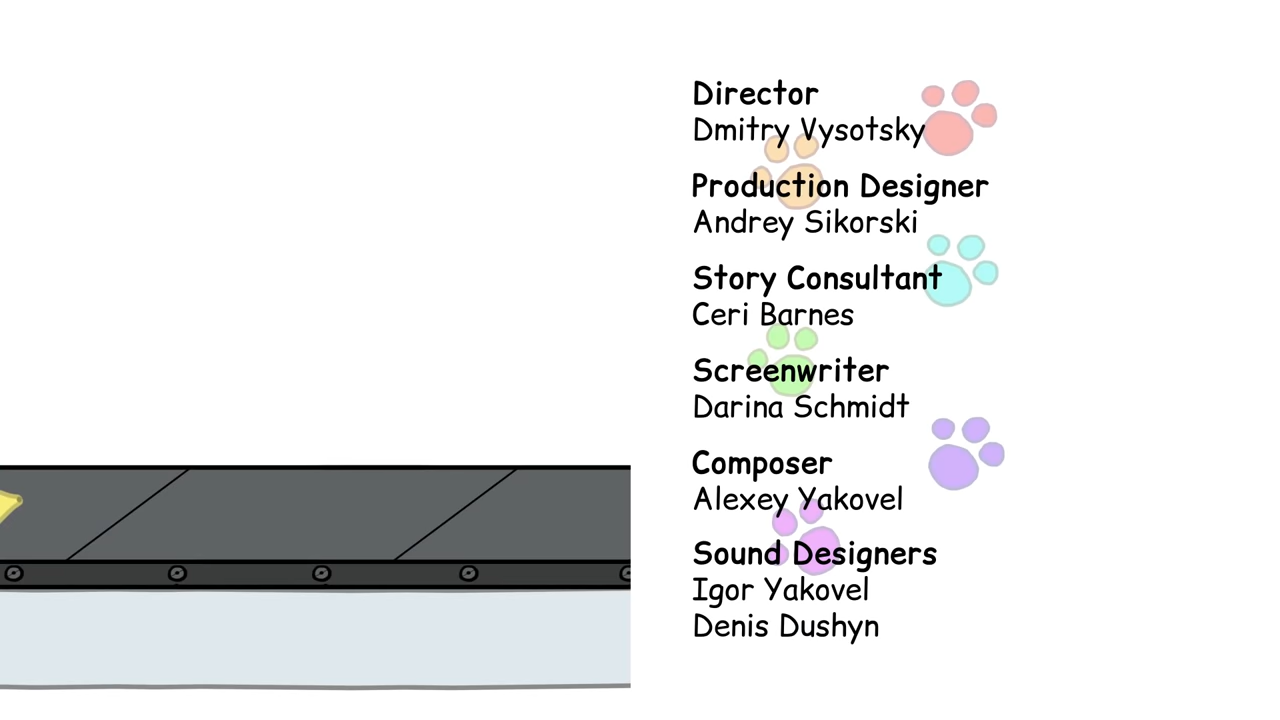 Director
Dmitry Vysotsky
Production Designer
Andrey Sikorski
Story Consultant
Ceri Barnes
Screenwriter
Darina Schmidt
Composer
Alexey Yakovel
Sound Designers
Igor Yakovel
Denis Dushyn